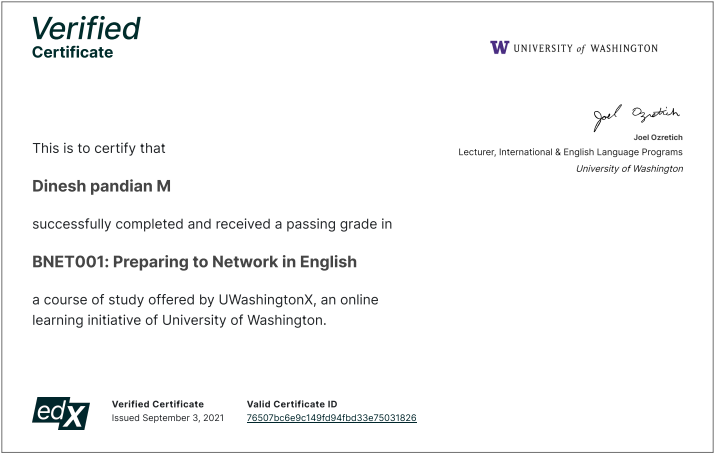 Verified
Certificate
W UNIVERSITY of WASHINGTON
Joel Ozretich
Joel Ozretich
Lecturer, International & English Language Programs
University of Washington
This is to certify that
Dinesh pandian M
successfully completed and received a passing grade in
BNET001: Preparing to Network in English
a course of study offered by UWashingtonX, an online
learning initiative of University of Washington.
edX
Verified Certificate
Issued September 3, 2021
Valid Certificate ID
76507bc6e9c149fd94fbd33e75031826